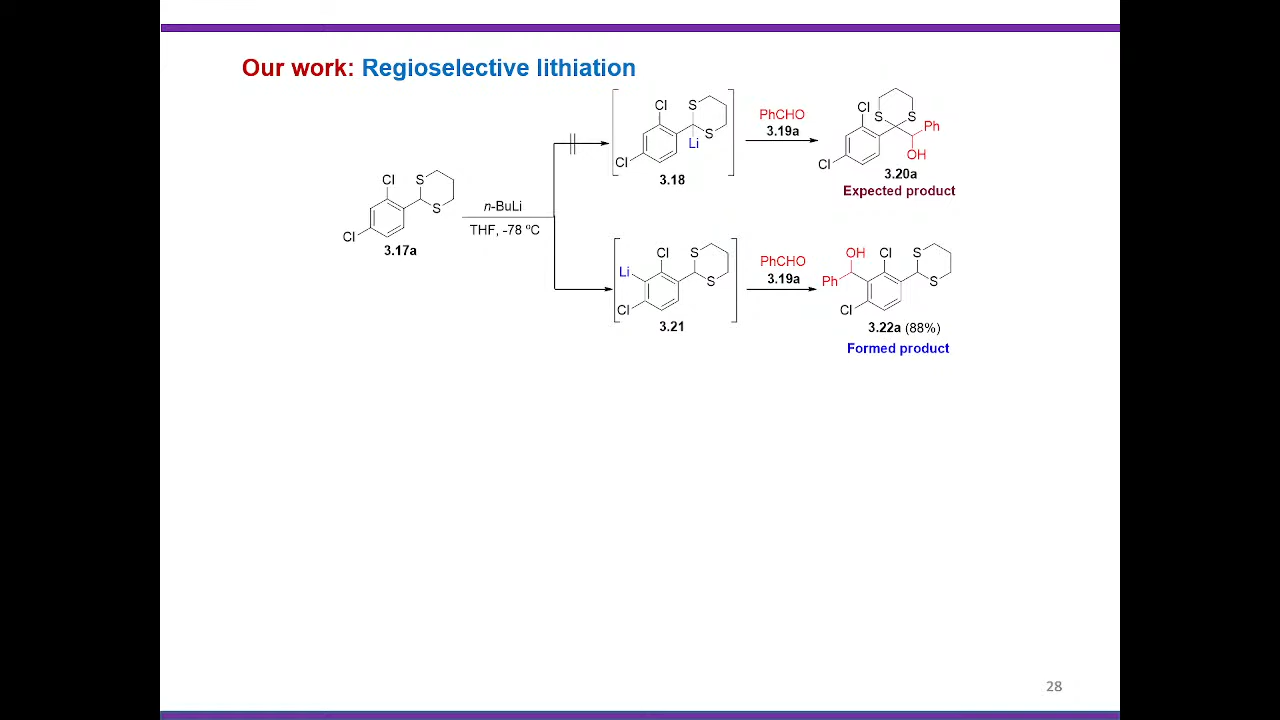 Our work: Regioselective lithiation
Cl
S
S
Cl
3.17a
n-BuLi
THF, -78 ºC
Cl
S
S
Li
Cl
3.18
PhCHO
3.19a
Cl
S
S
Ph
OH
Cl
3.20a
Expected product
Li
Cl
S
S
Cl
3.21
PhCHO
3.19a
OH
Ph
Cl
S
S
Cl
3.22a (88%)
Formed product
28